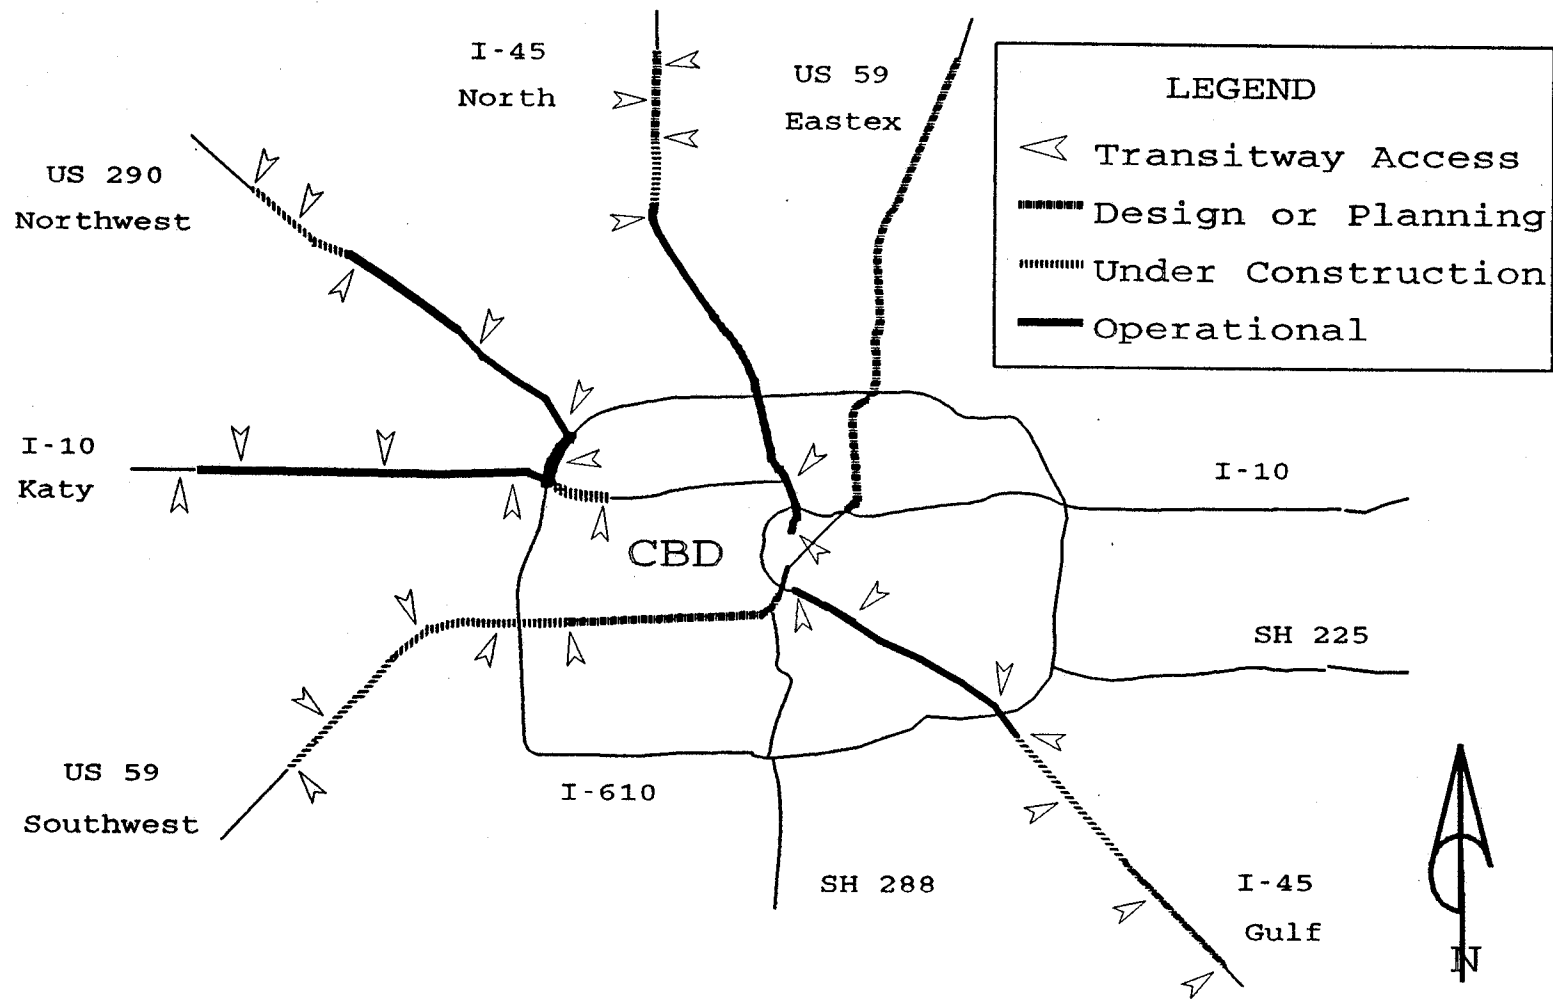 I-45
North
US 59
Eastex
LEGEND
Transitway Access
Design or Planning
Under Construction
Operational
US 290
Northwest
I-10
Katy
I-10
CBD
SH 225
US 59
Southwest
I-610
SH 288
I-45
Gulf
N